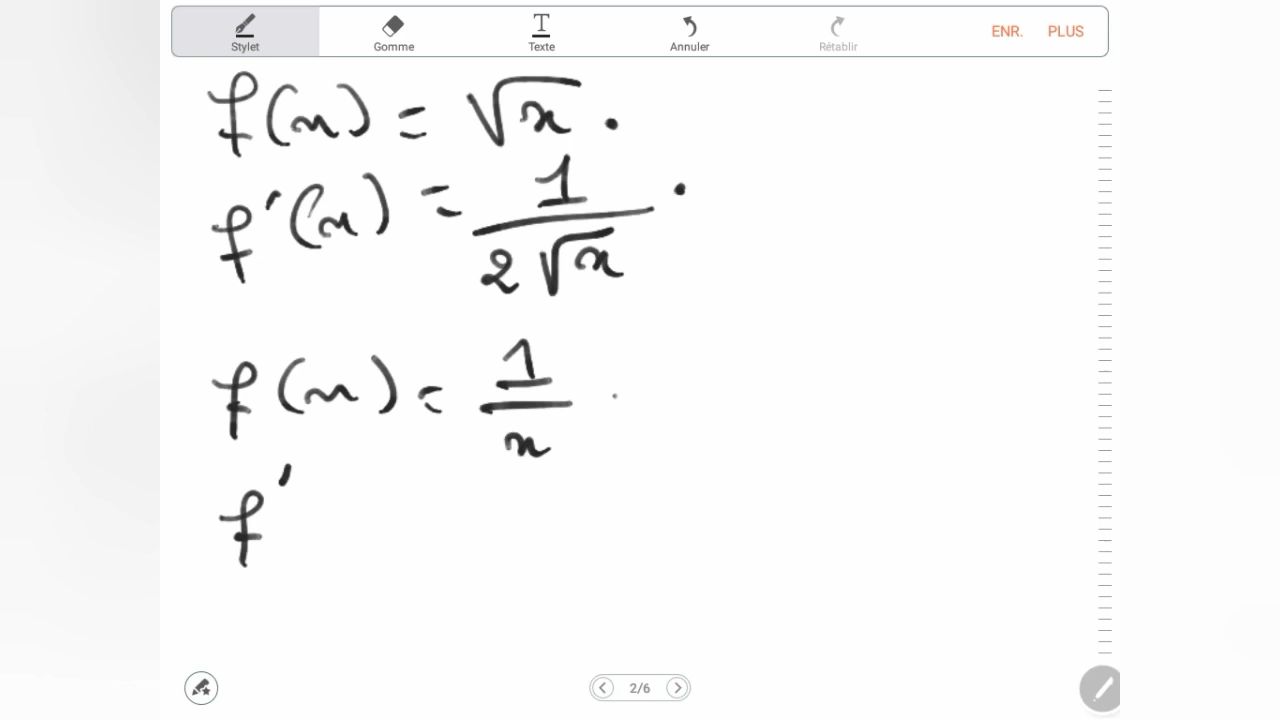 Stylet Gomme Texte Annuler Rétablir ENR. PLUS
f(x) = √x .
f'(x) = 1/(2√x) .
f(x) = 1/x .
f'
2/6